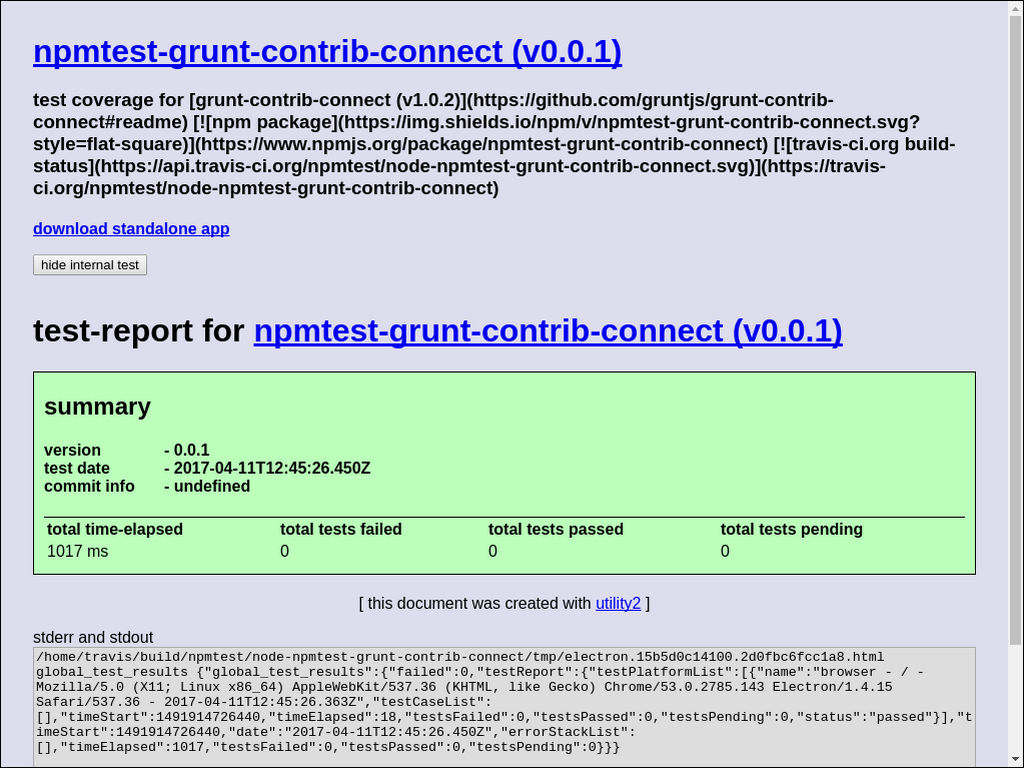 npmtest-grunt-contrib-connect (v0.0.1)
test coverage for [grunt-contrib-connect (v1.0.2)](https://github.com/gruntjs/grunt-contrib-
connect#readme) [![npm package](https://img.shields.io/npm/v/npmtest-grunt-contrib-connect.svg?
style=flat-square)](https://www.npmjs.org/package/npmtest-grunt-contrib-connect) [![travis-ci.org build-
status](https://api.travis-ci.org/npmtest/node-npmtest-grunt-contrib-connect.svg)](https://travis-
ci.org/npmtest/node-npmtest-grunt-contrib-connect)
download standalone app
hide internal test
test-report for npmtest-grunt-contrib-connect (v0.0.1)
summary
version - 0.0.1
test date - 2017-04-11T12:45:26.450Z
commit info - undefined
total time-elapsed total tests failed total tests passed total tests pending
1017 ms 0 0 0
[ this document was created with utility2 ]
stderr and stdout
/home/travis/build/npmtest/node-npmtest-grunt-contrib-connect/tmp/electron.15b5d0c14100.2d0fbc6fcc1a8.html
global_test_results {"global_test_results":{"failed":0,"testReport":{"testPlatformList":[{"name":"browser - / -
Mozilla/5.0 (X11; Linux x86_64) AppleWebKit/537.36 (KHTML, like Gecko) Chrome/53.0.2785.143 Electron/1.4.15
Safari/537.36 - 2017-04-11T12:45:26.363Z","testCaseList":
[],"timeStart":1491914726440,"timeElapsed":18,"testsFailed":0,"testsPassed":0,"testsPending":0,"status":"passed"}],"t
imeStart":1491914726440,"date":"2017-04-11T12:45:26.450Z","errorStackList":
[],"timeElapsed":1017,"testsFailed":0,"testsPassed":0,"testsPending":0}}}